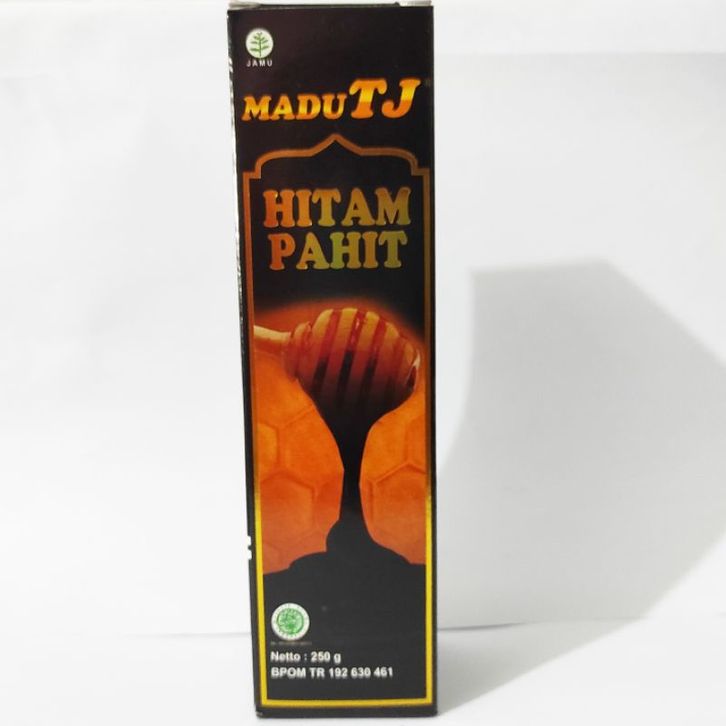 JAMU
MADU TJ
HITAM
PAHIT
Netto : 250 g
BPOM TR 192 630 461